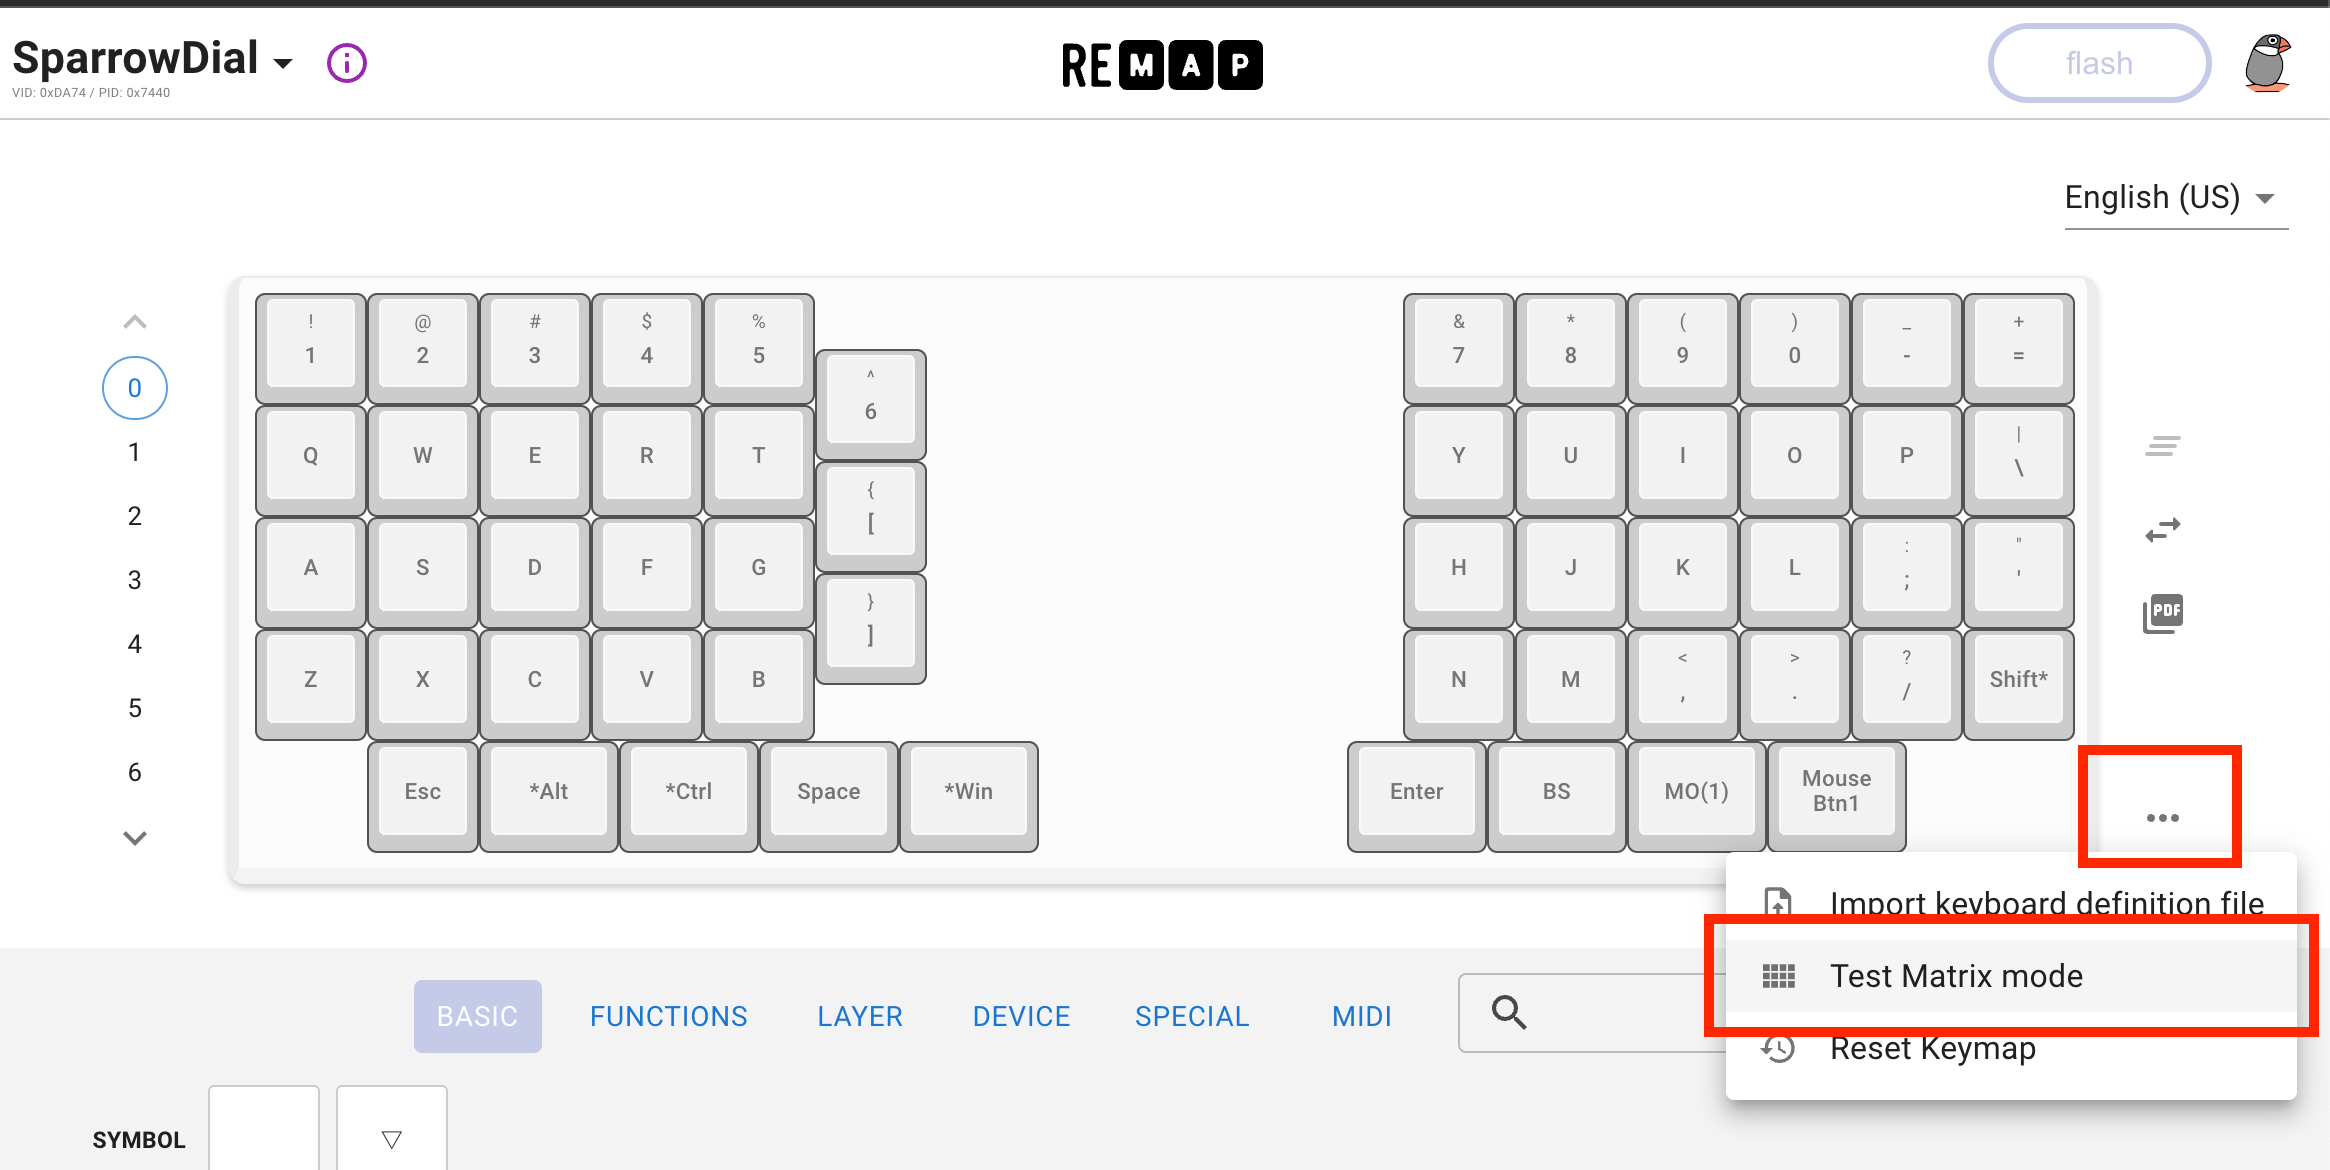 SparrowDial
VID: 0xDA74 / PID: 0x7440
REMAP
flash
English (US)
0
1
2
3
4
5
6
! @ # $ %
1 2 3 4 5
^
6
& * ( ) _ +
7 8 9 0 - =
Q W E R T
{
[
Y U I O P
|
\
A S D F G
}
]
H J K L
: "
; '
Z X C V B
N M
< > ?
, . /
Shift*
Esc *Alt *Ctrl Space *Win
Enter BS MO(1) Mouse
Btn1
PDF
Import keyboard definition file
Test Matrix mode
Reset Keymap
BASIC FUNCTIONS LAYER DEVICE SPECIAL MIDI
SYMBOL ▽